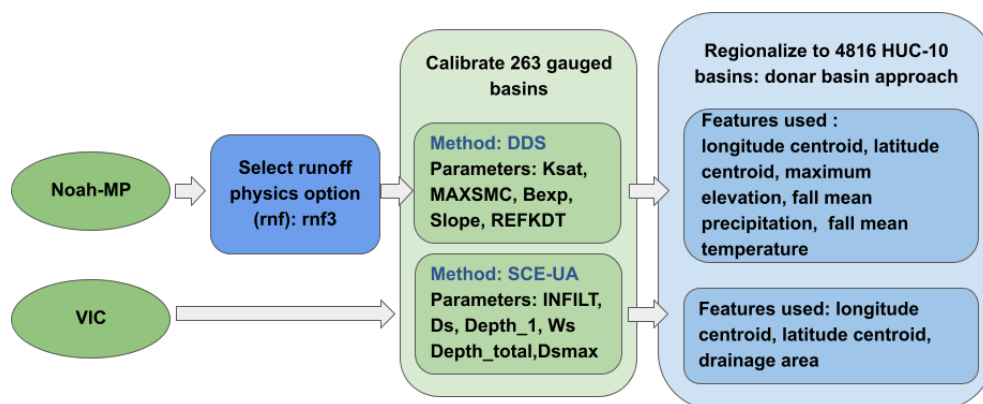 Noah-MP
Select runoff
physics option
(rnf): rnf3
Calibrate 263 gauged
basins
Method: DDS
Parameters: Ksat,
MAXSMC, Bexp,
Slope, REFKDT
Regionalize to 4816 HUC-10
basins: donar basin approach
Features used :
longitude centroid, latitude
centroid, maximum
elevation, fall mean
precipitation,  fall mean
temperature
VIC
Method: SCE-UA
Parameters: INFILT,
Ds, Depth_1, Ws
Depth_total,Dsmax
Features used: longitude
centroid, latitude centroid,
drainage area